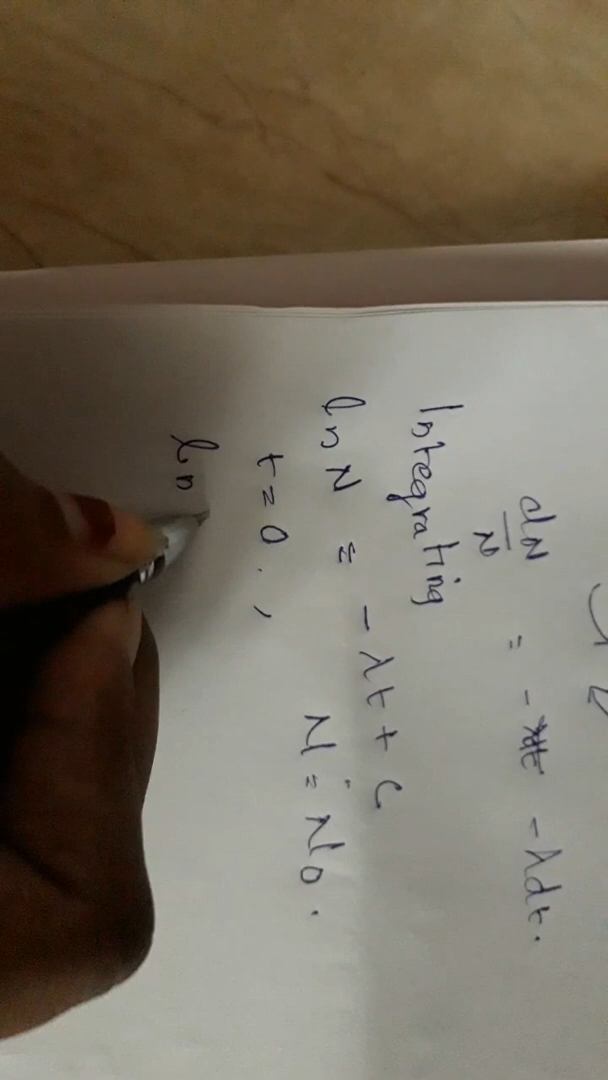 dN/N = - λdt.
Integrating
ln N = - λt + C
t = 0 , N = N0 .
ln